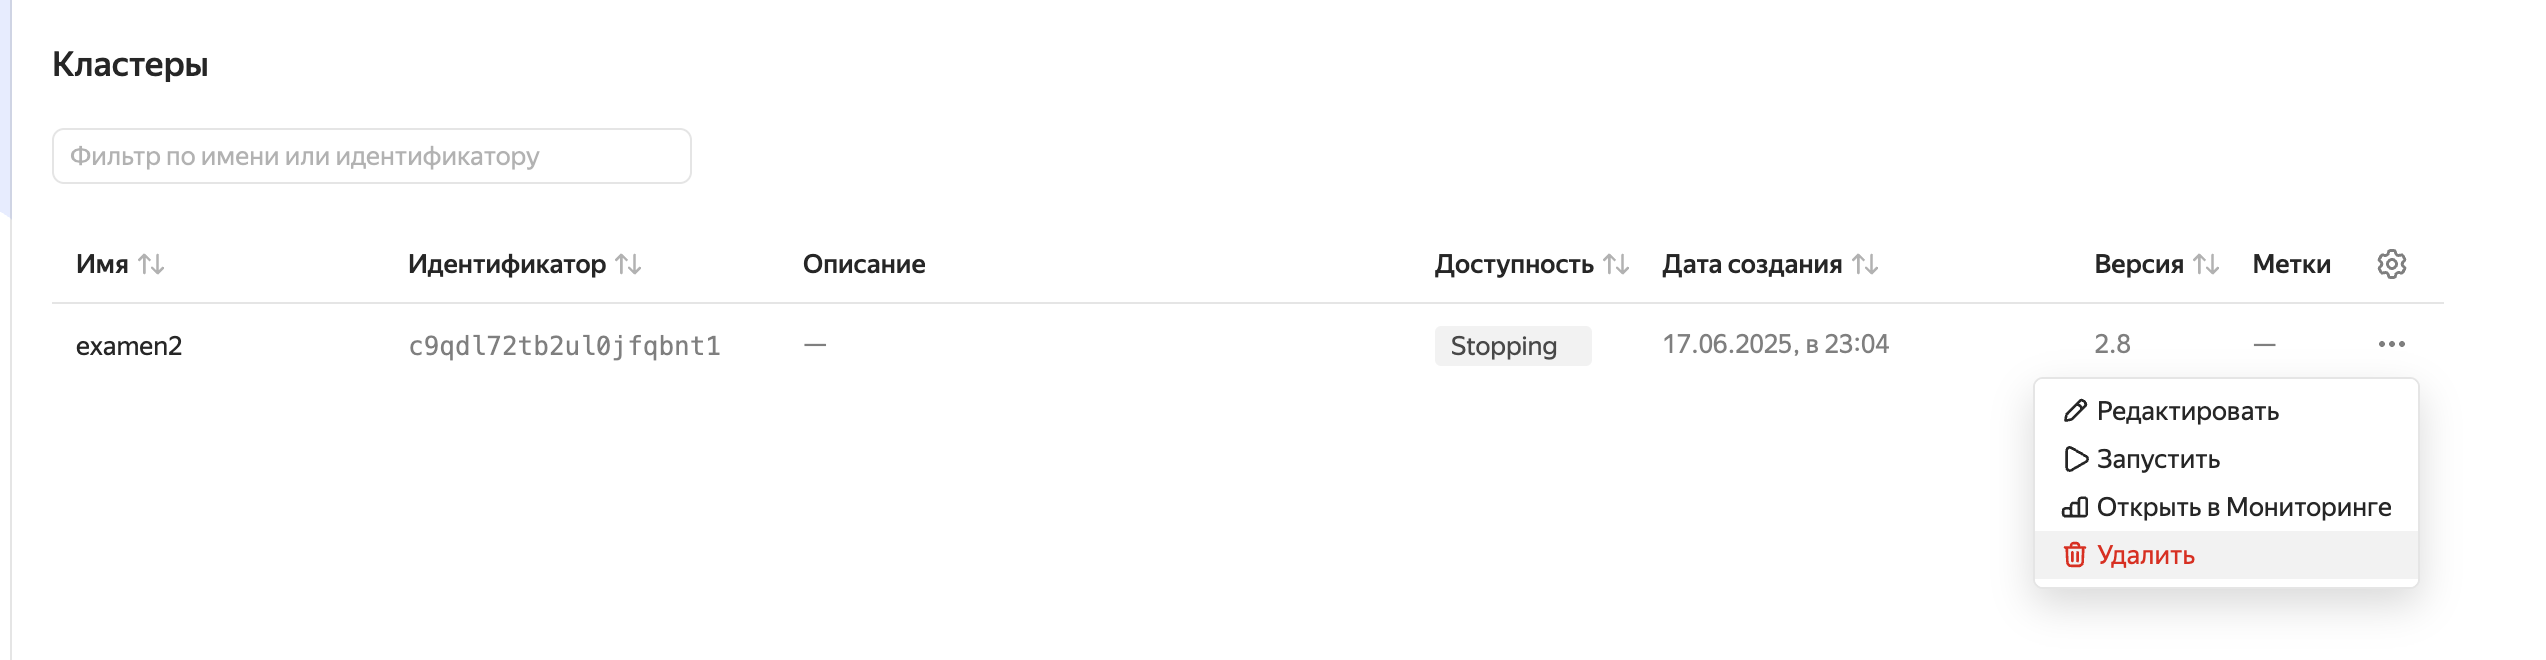 Кластеры
Фильтр по имени или идентификатору
Имя Идентификатор Описание Доступность Дата создания Версия Метки
examen2 c9qdl72tb2ul0jfqbnt1 — Stopping 17.06.2025, в 23:04 2.8 —
Редактировать
Запустить
Открыть в Мониторинге
Удалить